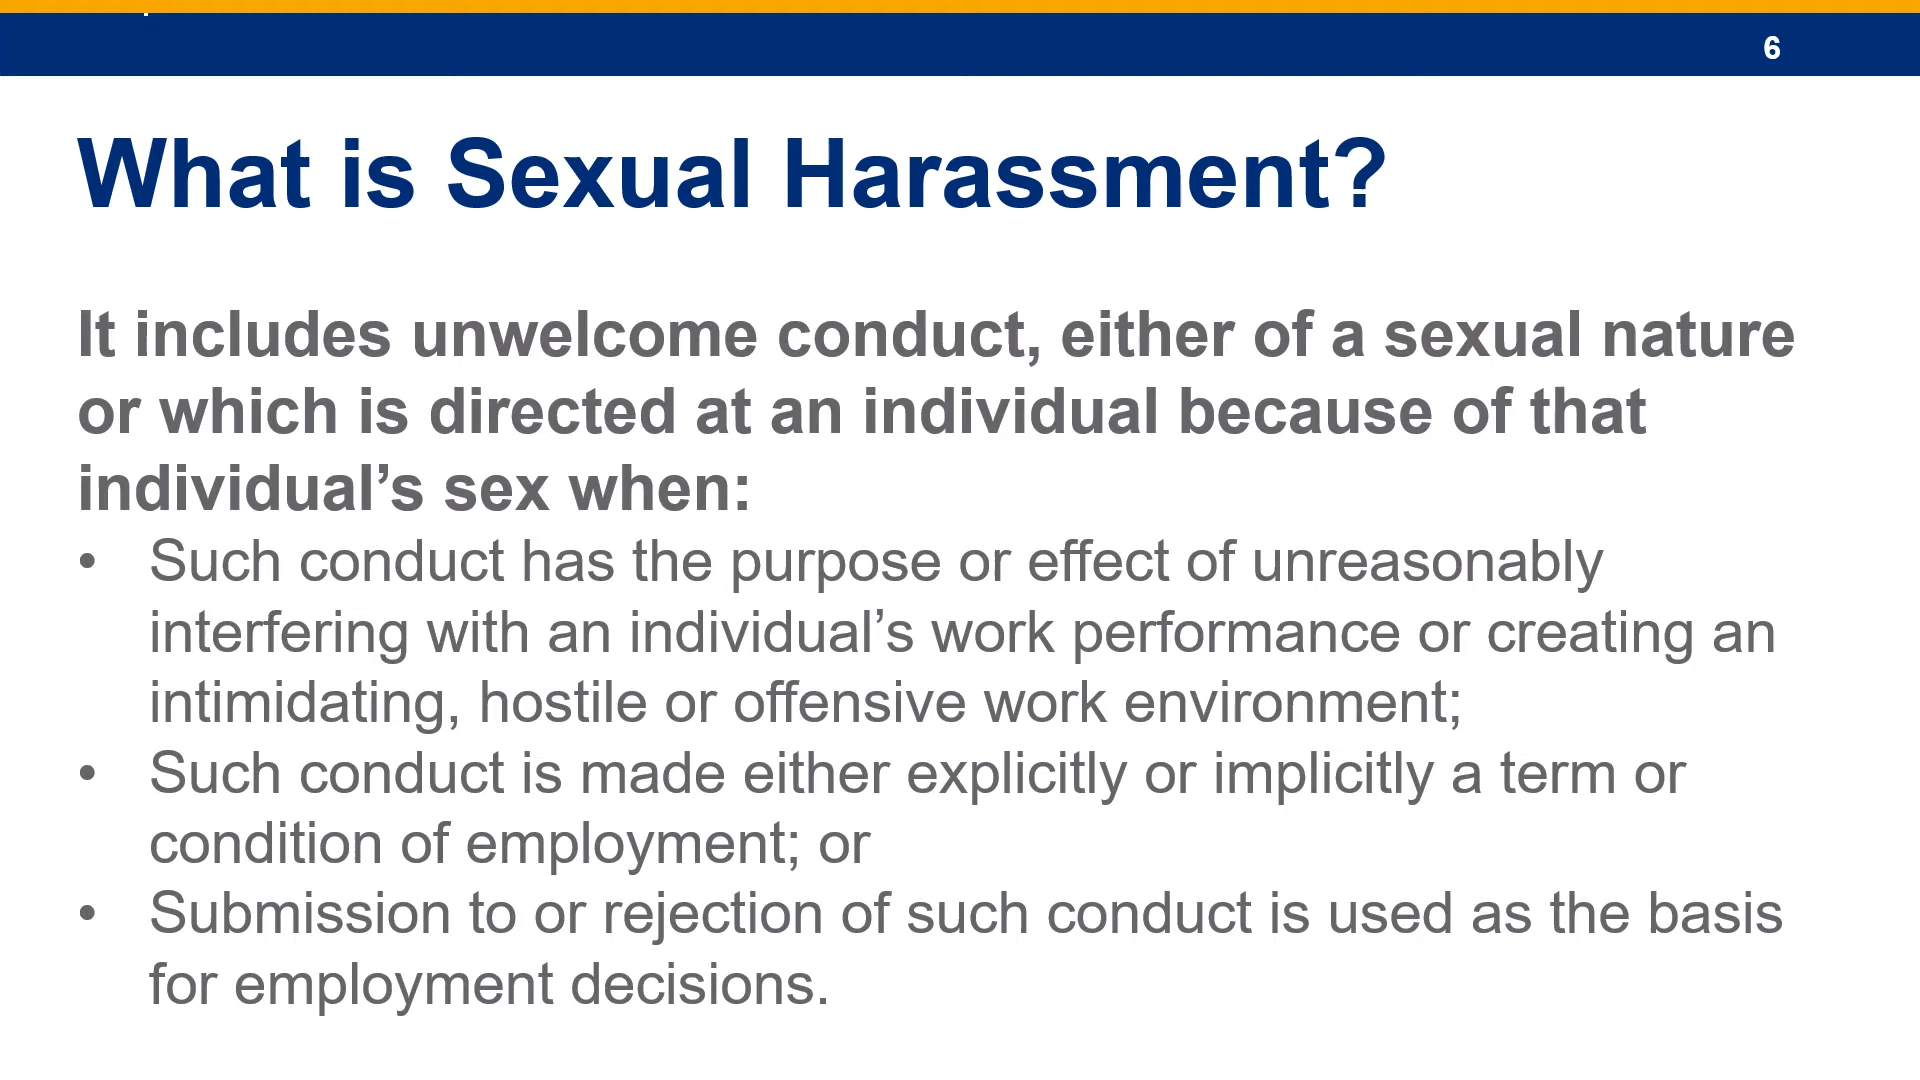 6
What is Sexual Harassment?
It includes unwelcome conduct, either of a sexual nature
or which is directed at an individual because of that
individual’s sex when:
• Such conduct has the purpose or effect of unreasonably
interfering with an individual’s work performance or creating an
intimidating, hostile or offensive work environment;
• Such conduct is made either explicitly or implicitly a term or
condition of employment; or
• Submission to or rejection of such conduct is used as the basis
for employment decisions.